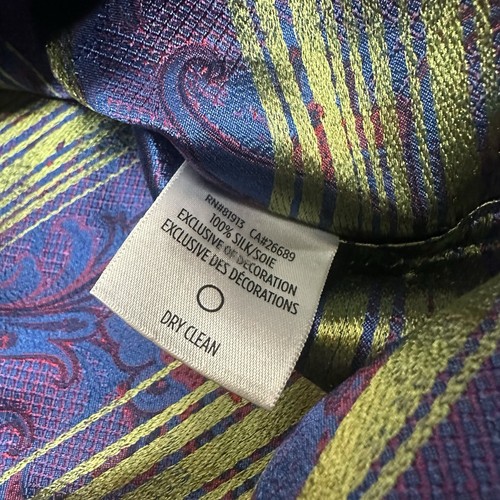 RN#81913 CA#26689
100% SILK/SOIE
EXCLUSIVE OF DECORATION
EXCLUSIVE DES DÉCORATIONS
DRY CLEAN